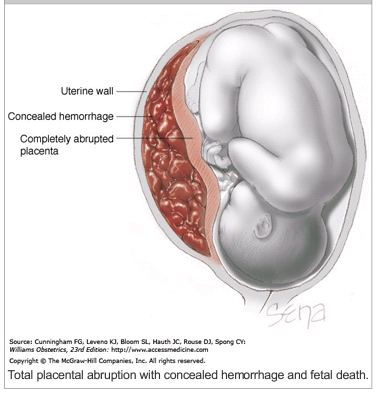 Uterine wall
Concealed hemorrhage
Completely abrupted
placenta
Sena
Source: Cunningham FG, Leveno KJ, Bloom SL, Hauth JC, Rouse DJ, Spong CY:
Williams Obstetrics, 23rd Edition: http://www.accessmedicine.com
Copyright © The McGraw-Hill Companies, Inc. All rights reserved.
Total placental abruption with concealed hemorrhage and fetal death.